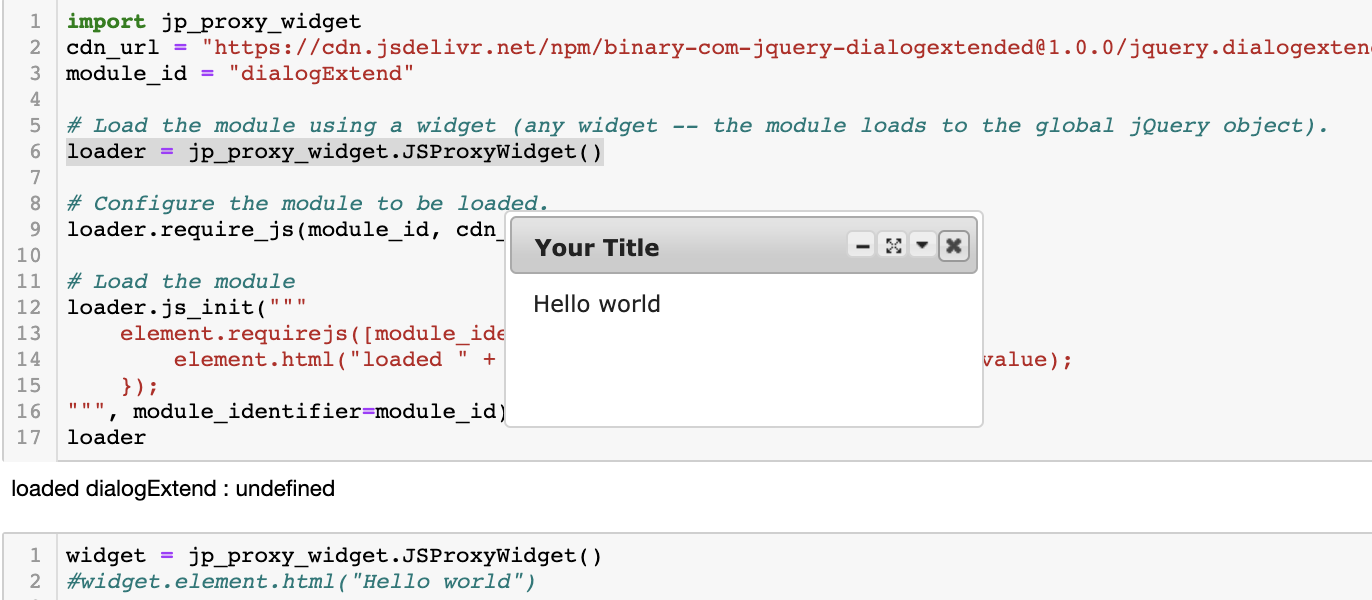 1 import jp_proxy_widget
2 cdn_url = "https://cdn.jsdelivr.net/npm/binary-com-jquery-dialogextended@1.0.0/jquery.dialogexten
3 module_id = "dialogExtend"
4
5 # Load the module using a widget (any widget -- the module loads to the global jQuery object).
6 loader = jp_proxy_widget.JSProxyWidget()
7
8 # Configure the module to be loaded.
9 loader.require_js(module_id, cdn_
Your Title
10
11 # Load the module
Hello world
12 loader.js_init("""
13 element.requirejs([module_ide
14 element.html("loaded " + value);
15 });
16 """, module_identifier=module_id)
17 loader
loaded dialogExtend : undefined
1 widget = jp_proxy_widget.JSProxyWidget()
2 #widget.element.html("Hello world")